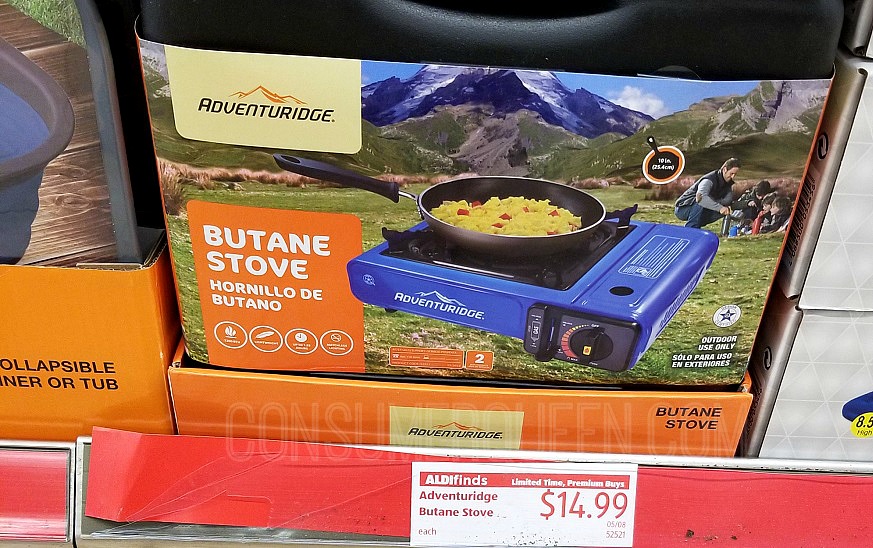 ADVENTURIDGE.
10 in.
(25.4cm)
BUTANE
STOVE
HORNILLO DE
BUTANO
ADVENTURIDGE.
2
OUTDOOR
USE ONLY
SÓLO PARA USO
EN EXTERIORES
OLLAPSIBLE
NER OR TUB
CONSUMERQUEEN.COM
ADVENTURIDGE.
BUTANE
STOVE
8.5
High
ALDIfinds Limited Time, Premium Buys
Adventuridge
Butane Stove
$14.99
each
05/08
52521